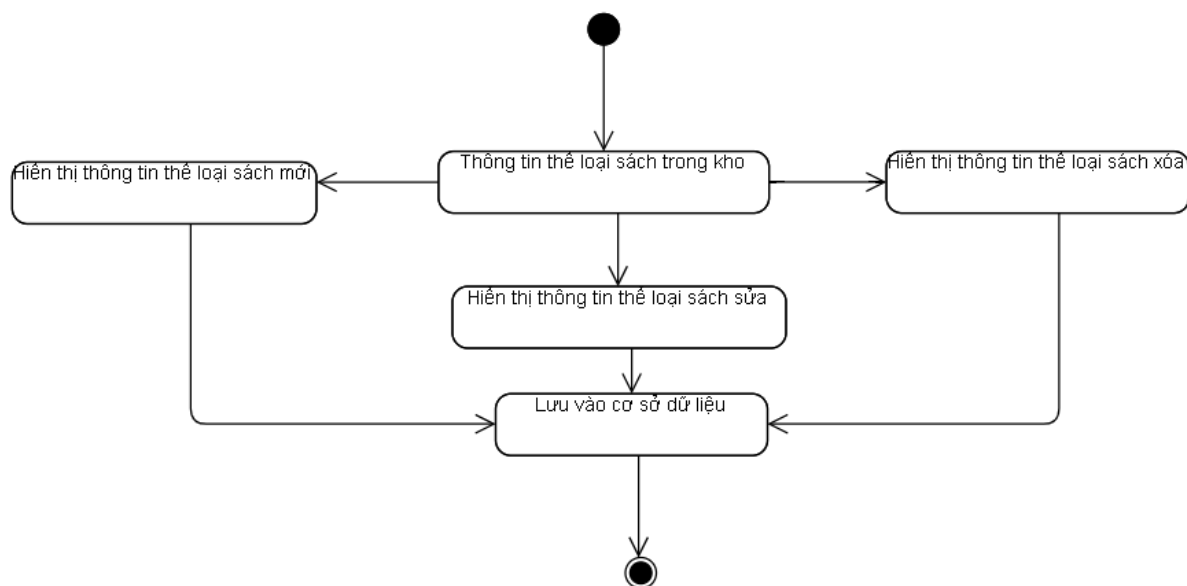 Thông tin thể loại sách trong kho
Hiển thị thông tin thể loại sách mới
Hiển thị thông tin thể loại sách xóa
Hiển thị thông tin thể loại sách sửa
Lưu vào cơ sở dữ liệu